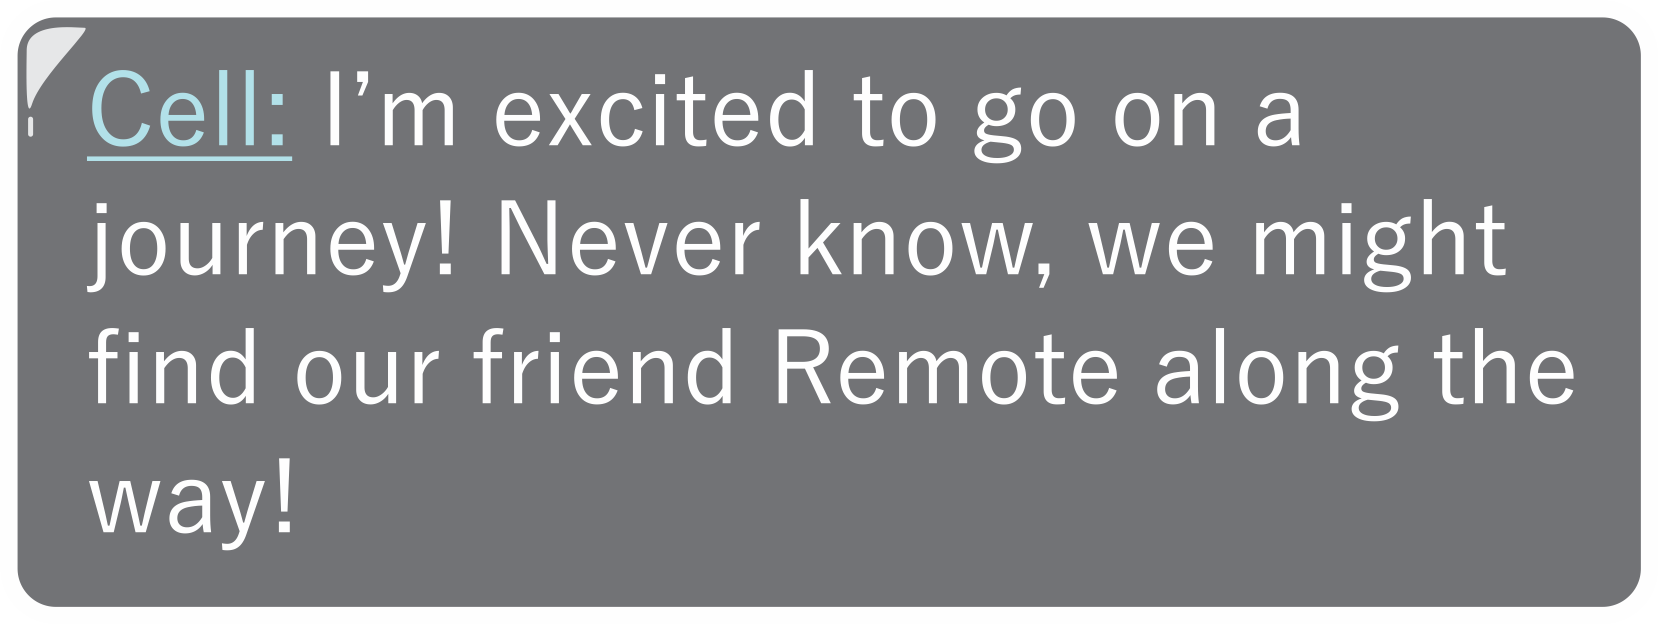 Cell: I’m excited to go on a
journey! Never know, we might
find our friend Remote along the
way!